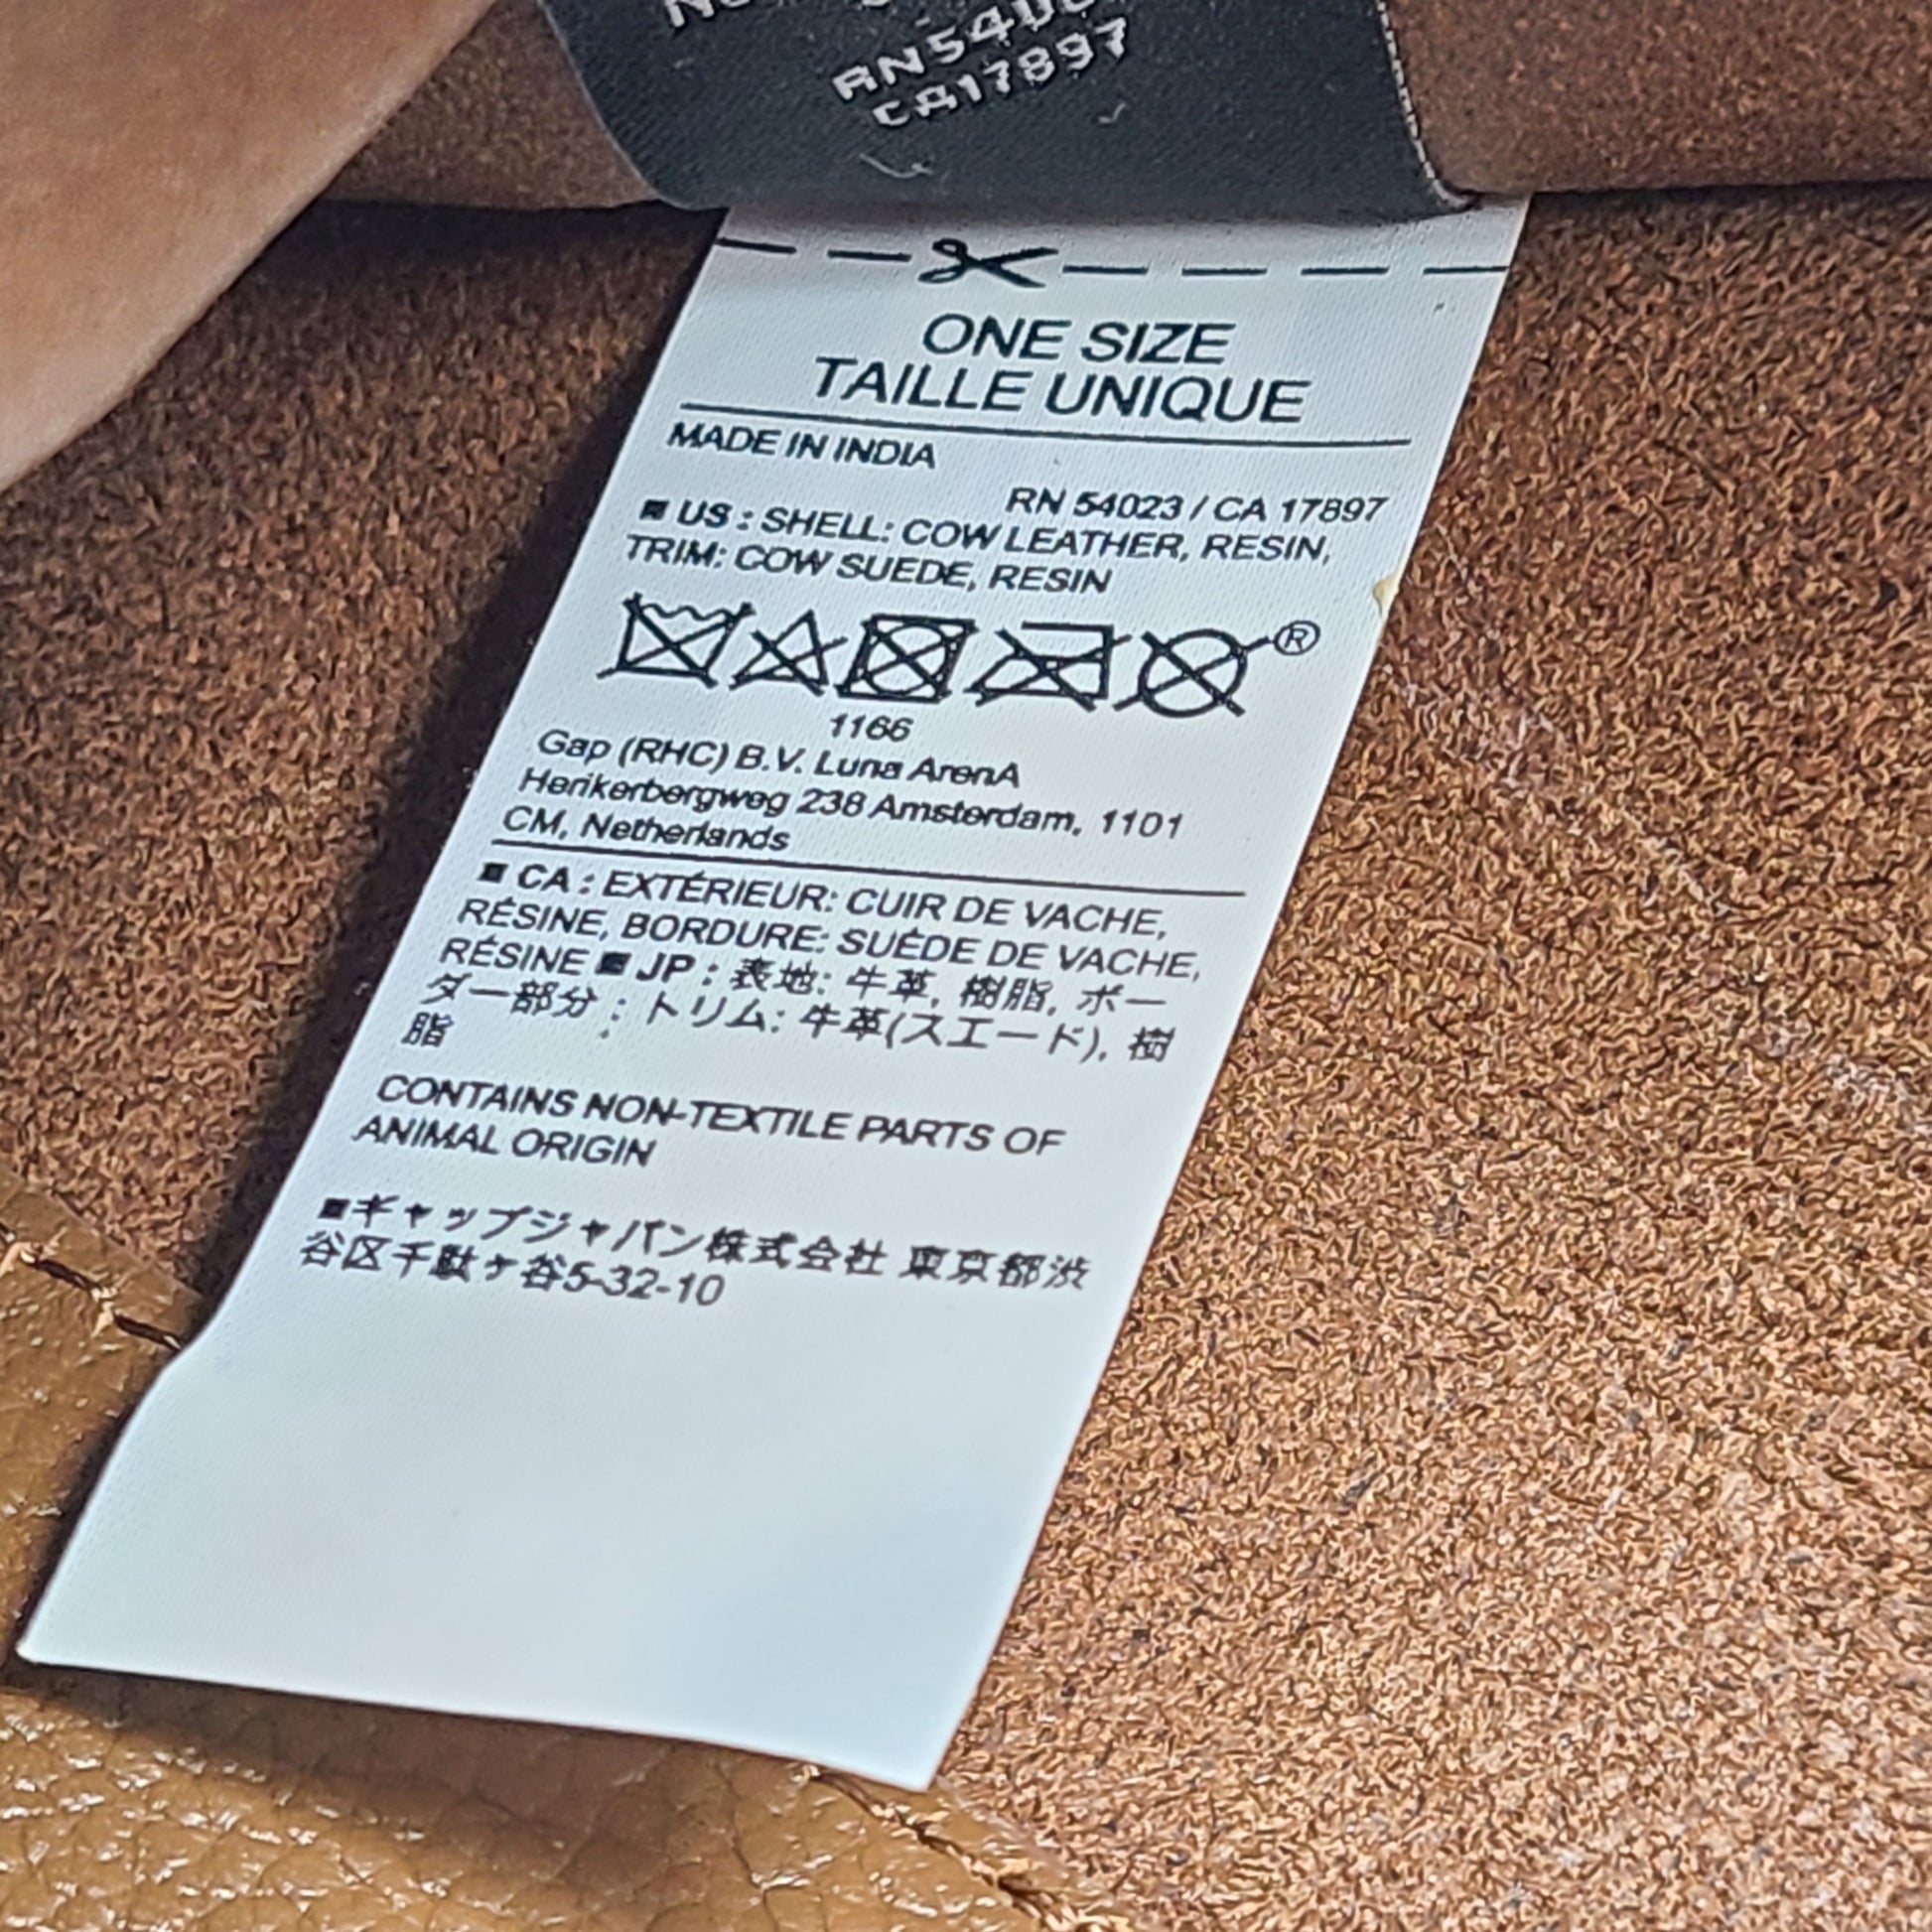 RN54
CA17897
ONE SIZE
TAILLE UNIQUE
MADE IN INDIA
RN 54023 / CA 17897
■ US : SHELL: COW LEATHER, RESIN,
TRIM: COW SUEDE, RESIN
®
1166
Gap (RHC) B.V. Luna ArenA
Herikerbergweg 238 Amsterdam, 1101
CM, Netherlands
■ CA : EXTÉRIEUR: CUIR DE VACHE,
RÉSINE, BORDURE: SUÉDE DE VACHE,
RÉSINE ■ JP : 表地: 牛革, 樹脂, ボー
ダー部分 : トリム: 牛革(スエード), 樹
脂
CONTAINS NON-TEXTILE PARTS OF
ANIMAL ORIGIN
■ギャップジャパン株式会社 東京都渋
谷区千駄ヶ谷5-32-10